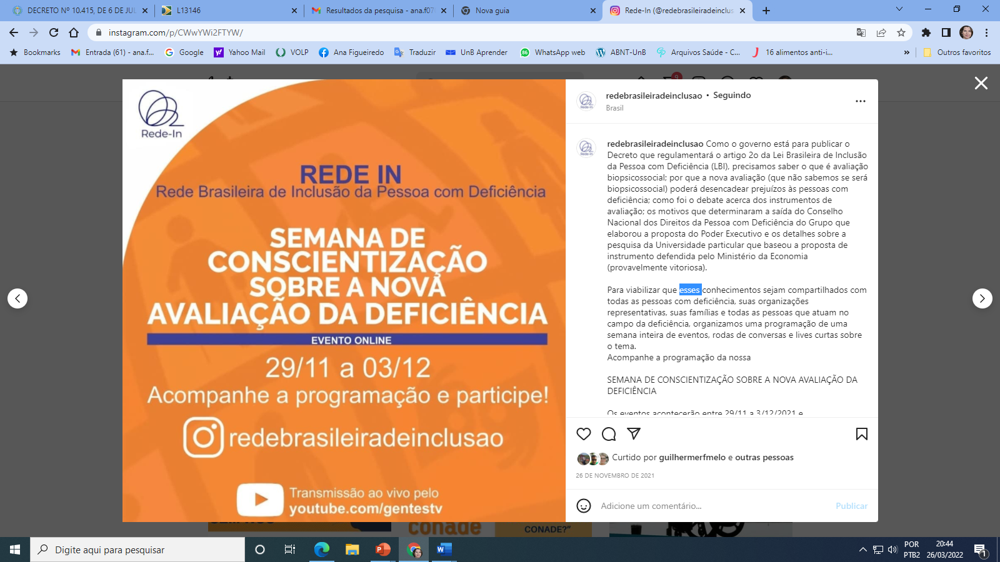 DECRETO Nº 10.415, DE 6 DE JUL
L13146
Resultados da pesquisa - ana.f07
Nova guia
Rede-In (@redebrasileiradeinclus
instagram.com/p/CWwYWi2FTYW/
Bookmarks
Entrada (61) - ana.f...
Google
Yahoo Mail
VOLP
Ana Figueiredo
Traduzir
UnB Aprender
WhatsApp web
ABNT-UnB
Arquivos Saúde - C...
16 alimentos anti-i...
»
Outros favoritos
9
Rede-In
REDE IN
Rede Brasileira de Inclusão da Pessoa com Deficiência
SEMANA DE
CONSCIENTIZAÇÃO
SOBRE A NOVA
AVALIAÇÃO DA DEFICIÊNCIA
EVENTO ONLINE
29/11 a 03/12
Acompanhe a programação e participe!
redebrasileiradeinclusao
Transmissão ao vivo pelo
youtube.com/gentestv
redebrasileiradeinclusao • Seguindo
Brasil
redebrasileiradeinclusao Como o governo está para publicar o
Decreto que regulamentará o artigo 2o da Lei Brasileira de Inclusão
da Pessoa com Deficiência (LBI), precisamos saber o que é avaliação
biopsicossocial; por que a nova avaliação (que não sabemos se será
biopsicossocial) poderá desencadear prejuízos às pessoas com
deficiência; como foi o debate acerca dos instrumentos de
avaliação; os motivos que determinaram a saída do Conselho
Nacional dos Direitos da Pessoa com Deficiência do Grupo que
elaborou a proposta do Poder Executivo e os detalhes sobre a
pesquisa da Universidade particular que baseou a proposta de
instrumento defendida pelo Ministério da Economia
(provavelmente vitoriosa).
Para viabilizar que esses conhecimentos sejam compartilhados com
todas as pessoas com deficiência, suas organizações
representativas, suas famílias e todas as pessoas que atuam no
campo da deficiência, organizamos uma programação de uma
semana inteira de eventos, rodas de conversas e lives curtas sobre
o tema.
Acompanhe a programação da nossa
SEMANA DE CONSCIENTIZAÇÃO SOBRE A NOVA AVALIAÇÃO DA
DEFICIÊNCIA
Os eventos acontecerão entre 29/11 a 3/12/2021 e
Curtido por guilhermerfmelo e outras pessoas
26 DE NOVEMBRO DE 2021
Adicione um comentário...
Publicar
conade
CONADE?"
Digite aqui para pesquisar
POR
PTB2
20:44
26/03/2022
1